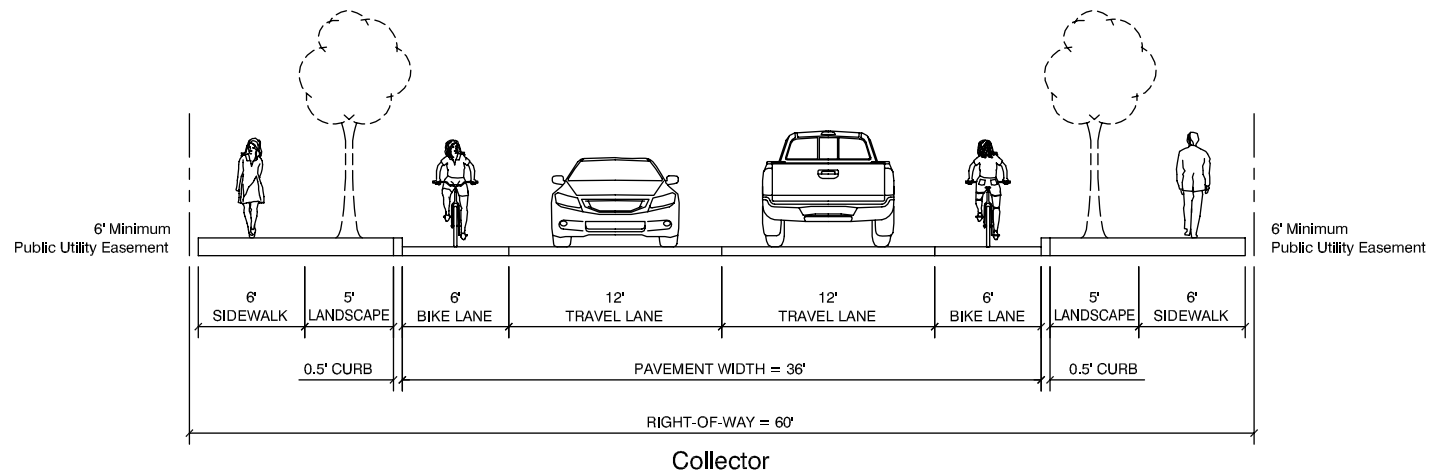 6' Minimum
Public Utility Easement
6' Minimum
Public Utility Easement
6'
SIDEWALK
5'
LANDSCAPE
6'
BIKE LANE
12'
TRAVEL LANE
12'
TRAVEL LANE
6'
BIKE LANE
5'
LANDSCAPE
6'
SIDEWALK
0.5' CURB
PAVEMENT WIDTH = 36'
0.5' CURB
RIGHT-OF-WAY = 60'
Collector